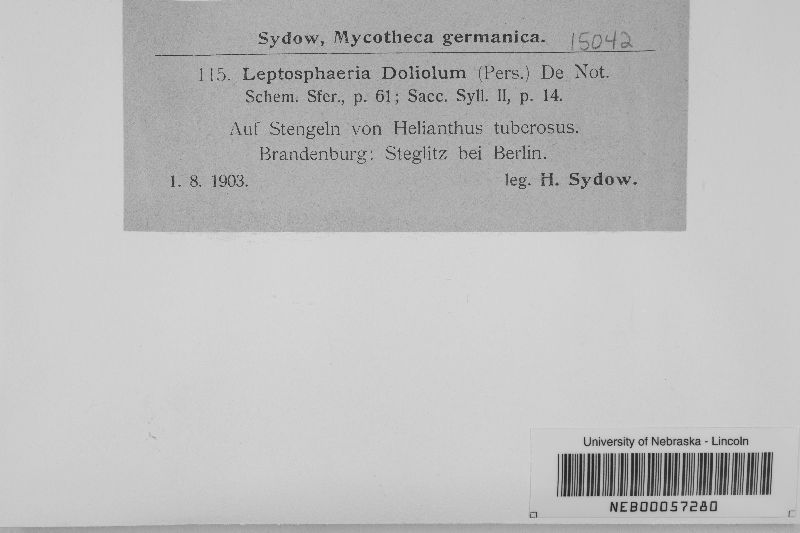 Sydow, Mycotheca germanica. 15042
115. Leptosphaeria Doliolum (Pers.) De Not.
Schem. Sfer., p. 61; Sacc. Syll. II, p. 14.
Auf Stengeln von Helianthus tuberosus.
Brandenburg: Steglitz bei Berlin.
1. 8. 1903. leg. H. Sydow.
University of Nebraska - Lincoln
NEB00057280